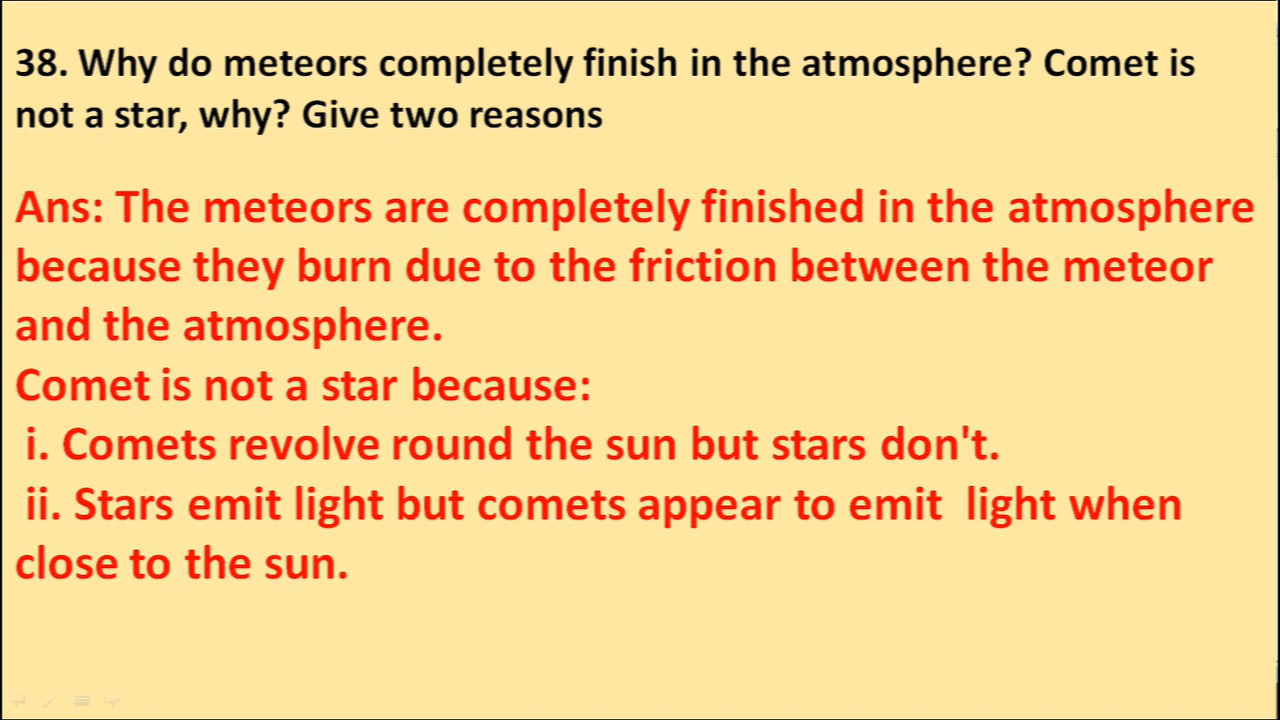 38. Why do meteors completely finish in the atmosphere? Comet is
not a star, why? Give two reasons
Ans: The meteors are completely finished in the atmosphere
because they burn due to the friction between the meteor
and the atmosphere.
Comet is not a star because:
i. Comets revolve round the sun but stars don't.
ii. Stars emit light but comets appear to emit  light when
close to the sun.